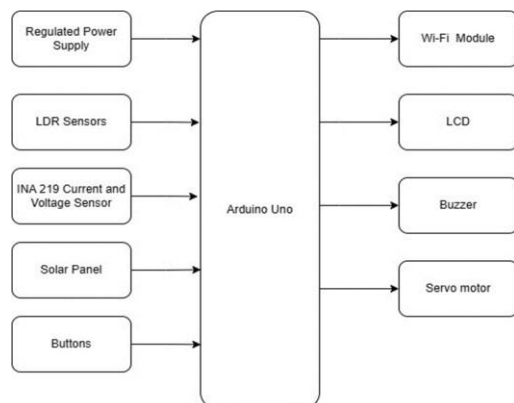 Regulated Power
Supply
LDR Sensors
INA 219 Current and
Voltage Sensor
Solar Panel
Buttons
Arduino Uno
Wi-Fi Module
LCD
Buzzer
Servo motor